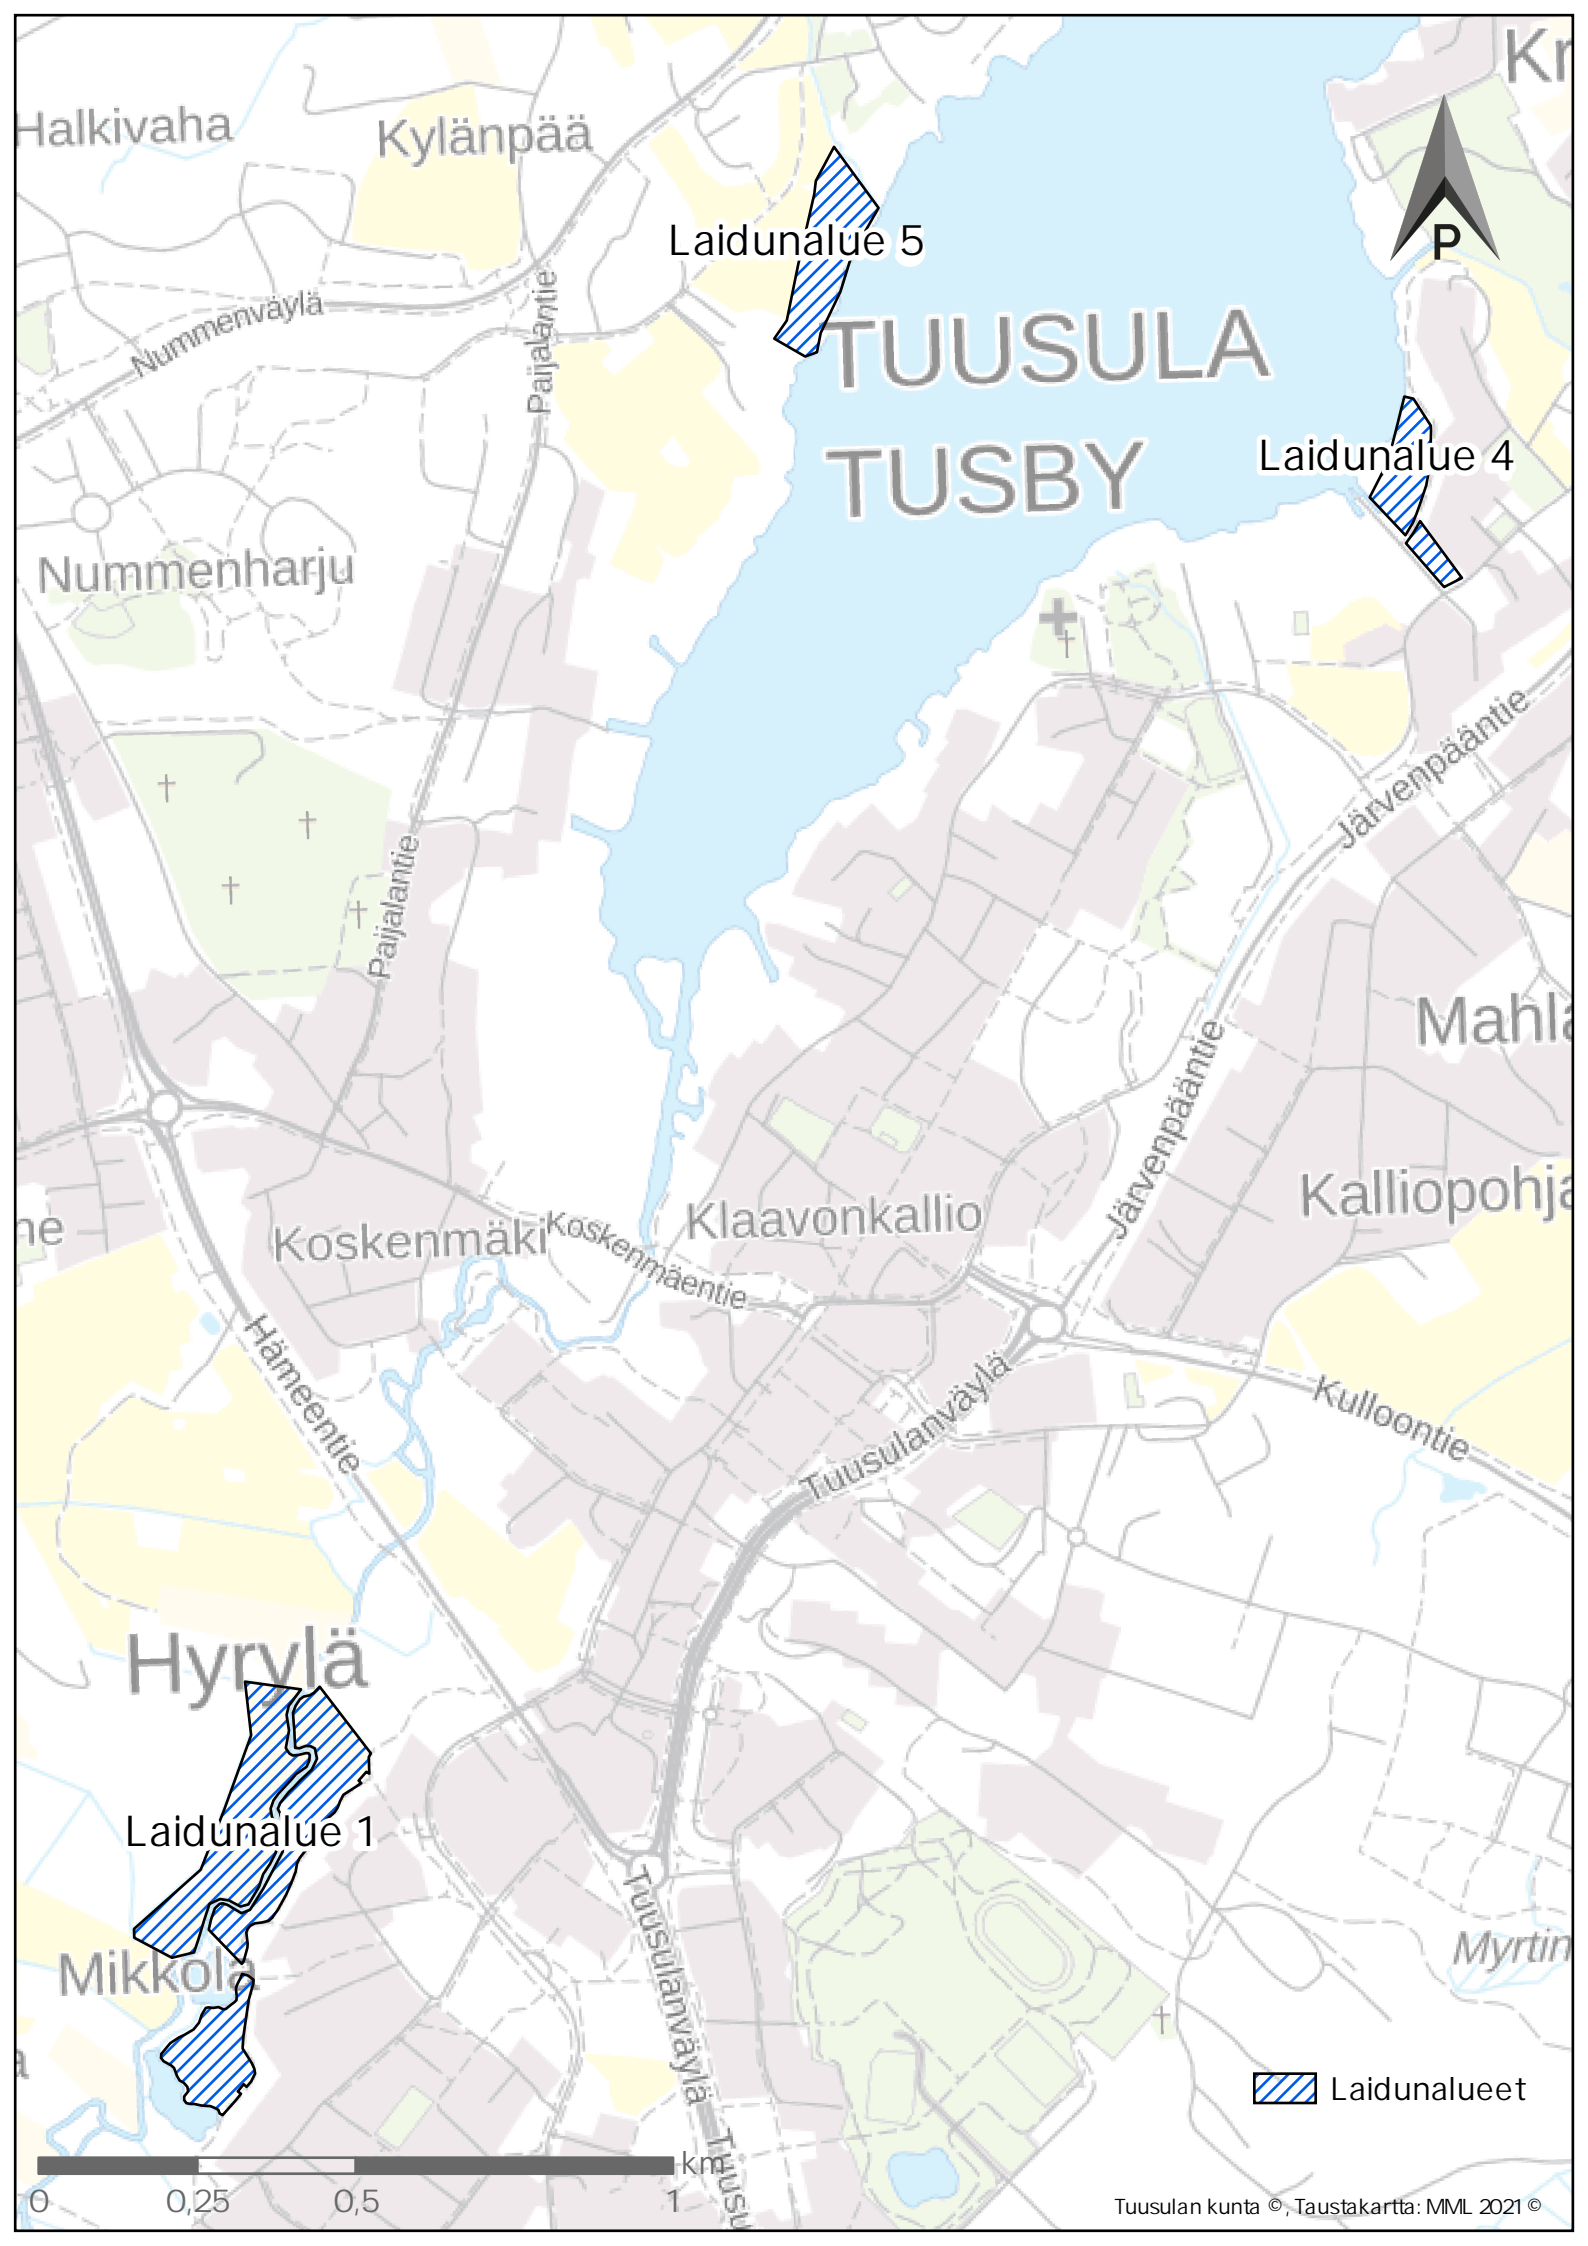 Kr
Halkivaha
Kylänpää
P
Laidunalue 5
Nummenväylä
Paijalantie
TUUSULA
TUSBY
Laidunalue 4
Nummenharju
Järvenpääntie
Paijalantie
Mahla
Järvenpääntie
Kalliopohja
ne
Koskenmäki
Koskenmäentie
Klaavonkallio
Hämeentie
Tuusulanväylä
Kulloontie
Hyrylä
Laidunalue 1
Mikkola
Tuusulanväylä
Myrtin
a
Laidunalueet
Tuusu
km
0 0,25 0,5 1
Tuusulan kunta ©, Taustakartta: MML 2021 ©